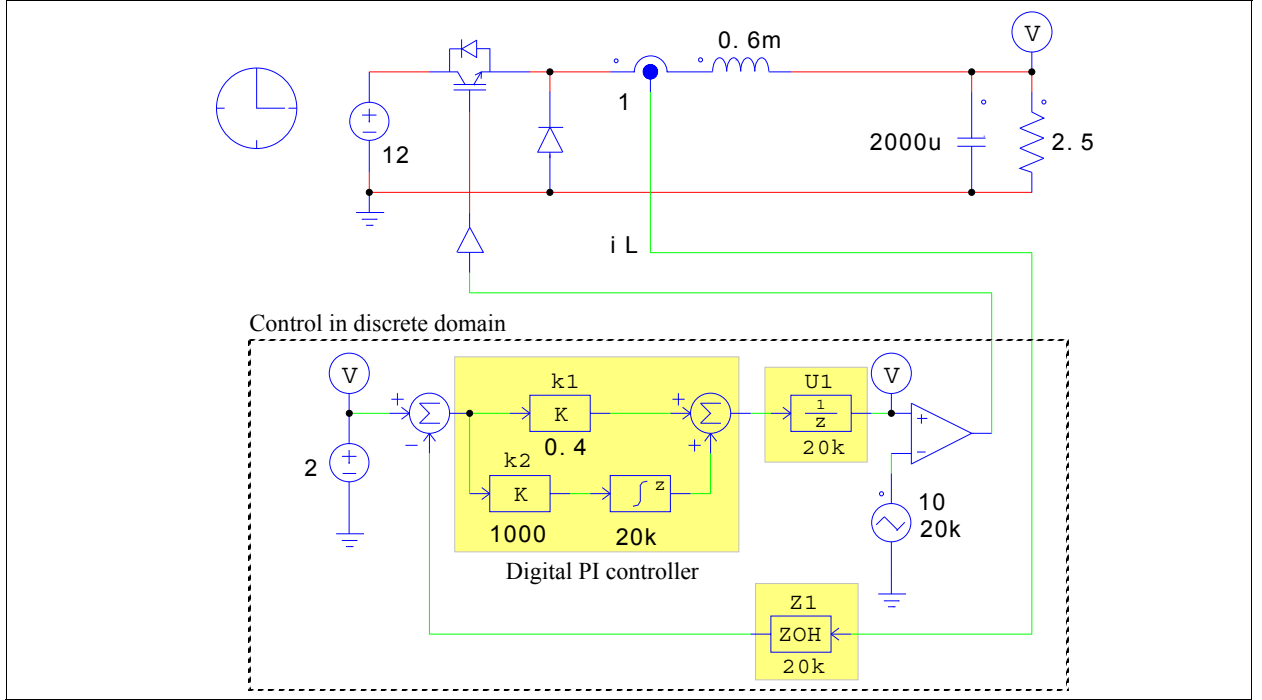 0. 6m
V
1
12
2000u
2. 5
i L
Control in discrete domain
V
k1
K
0. 4
Σ
Σ
U1
1
z
20k
V
2
k2
K
1000
∫ z
20k
10
20k
Digital PI controller
Z1
ZOH
20k